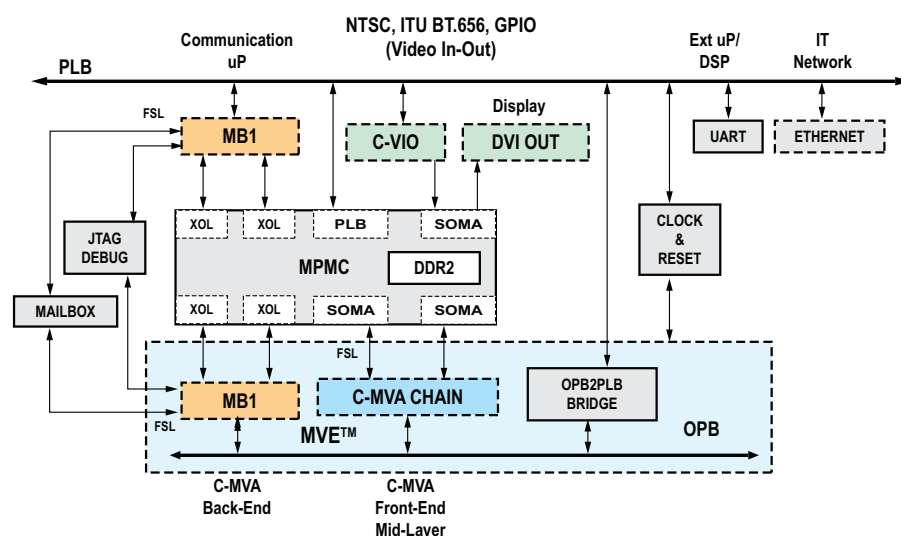 NTSC, ITU BT.656, GPIO
(Video In-Out)
Communication
uP
Ext uP/
DSP
IT
Network
PLB
FSL
MB1
C-VIO
Display
DVI OUT
UART
ETHERNET
XOL
XOL
PLB
SOMA
MPMC
DDR2
XOL
XOL
SOMA
SOMA
JTAG
DEBUG
CLOCK
&
RESET
MAILBOX
FSL
MB1
C-MVA CHAIN
OPB2PLB
BRIDGE
FSL
MVE™
OPB
C-MVA
Back-End
C-MVA
Front-End
Mid-Layer